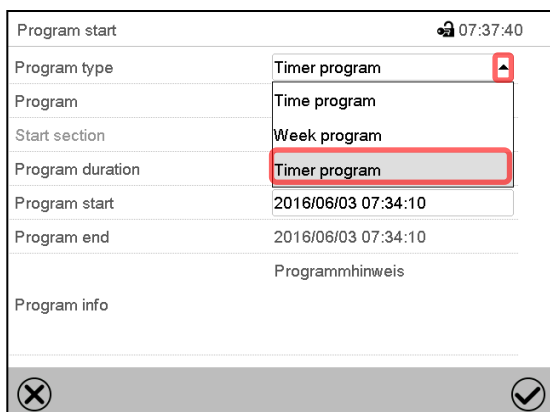 Program start 07:37:40
Program type Timer program
Program Time program
Start section Week program
Program duration Timer program
Program start 2016/06/03 07:34:10
Program end 2016/06/03 07:34:10
Programmhinweis
Program info